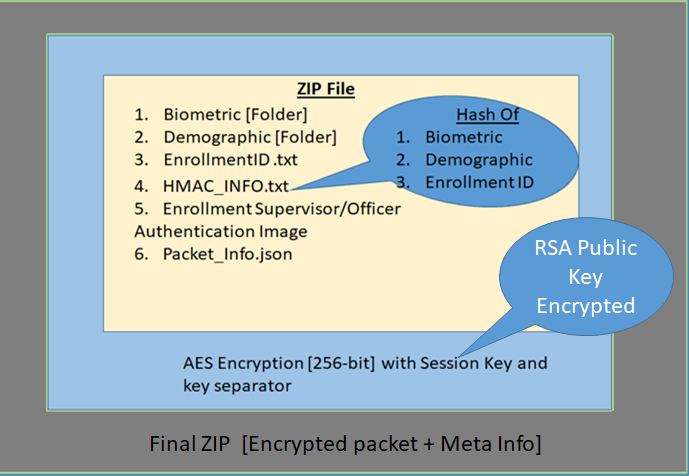 ZIP File
1. Biometric [Folder]
2. Demographic [Folder]
3. EnrollmentID.txt
4. HMAC_INFO.txt
5. Enrollment Supervisor/Officer
Authentication Image
6. Packet_Info.json
Hash Of
1. Biometric
2. Demographic
3. Enrollment ID
RSA Public
Key
Encrypted
AES Encryption [256-bit] with Session Key and
key separator
Final ZIP [Encrypted packet + Meta Info]